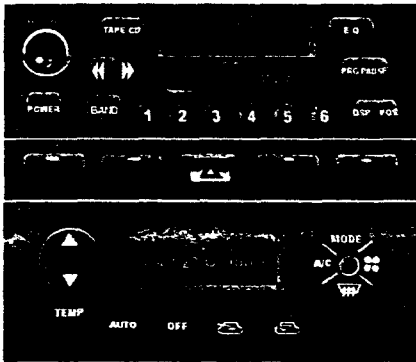 TAPE CD
EQ
PRG PAUSE
POWER
BAND
1 2 3 4 5 6
DSP POS
MODE
A/C
TEMP
AUTO
OFF